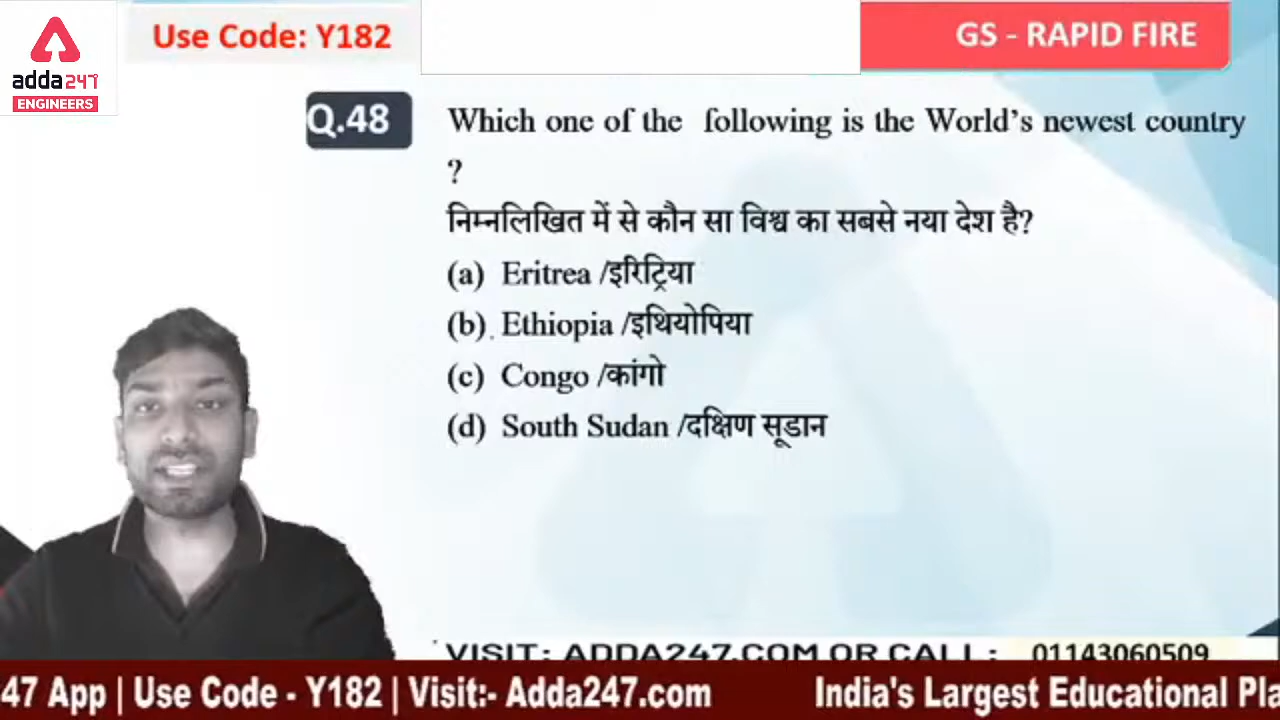 Use Code: Y182
GS - RAPID FIRE
adda247
ENGINEERS
Q.48
Which one of the following is the World's newest country
?
निम्नलिखित में से कौन सा विश्व का सबसे नया देश है?
(a) Eritrea /इरिट्रिया
(b) Ethiopia /इथियोपिया
(c) Congo /कांगो
(d) South Sudan /दक्षिण सूडान
VISIT: ADDA247.COM OR CALL: 01143060509
47 App | Use Code - Y182 | Visit:- Adda247.com India's Largest Educational Pla